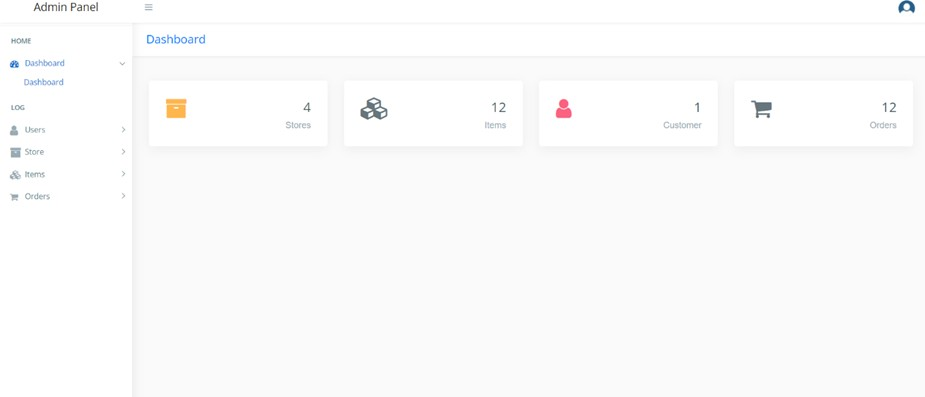 Admin Panel
HOME
Dashboard
Dashboard
LOG
Users
Store
Items
Orders
Dashboard
4
Stores
12
Items
1
Customer
12
Orders